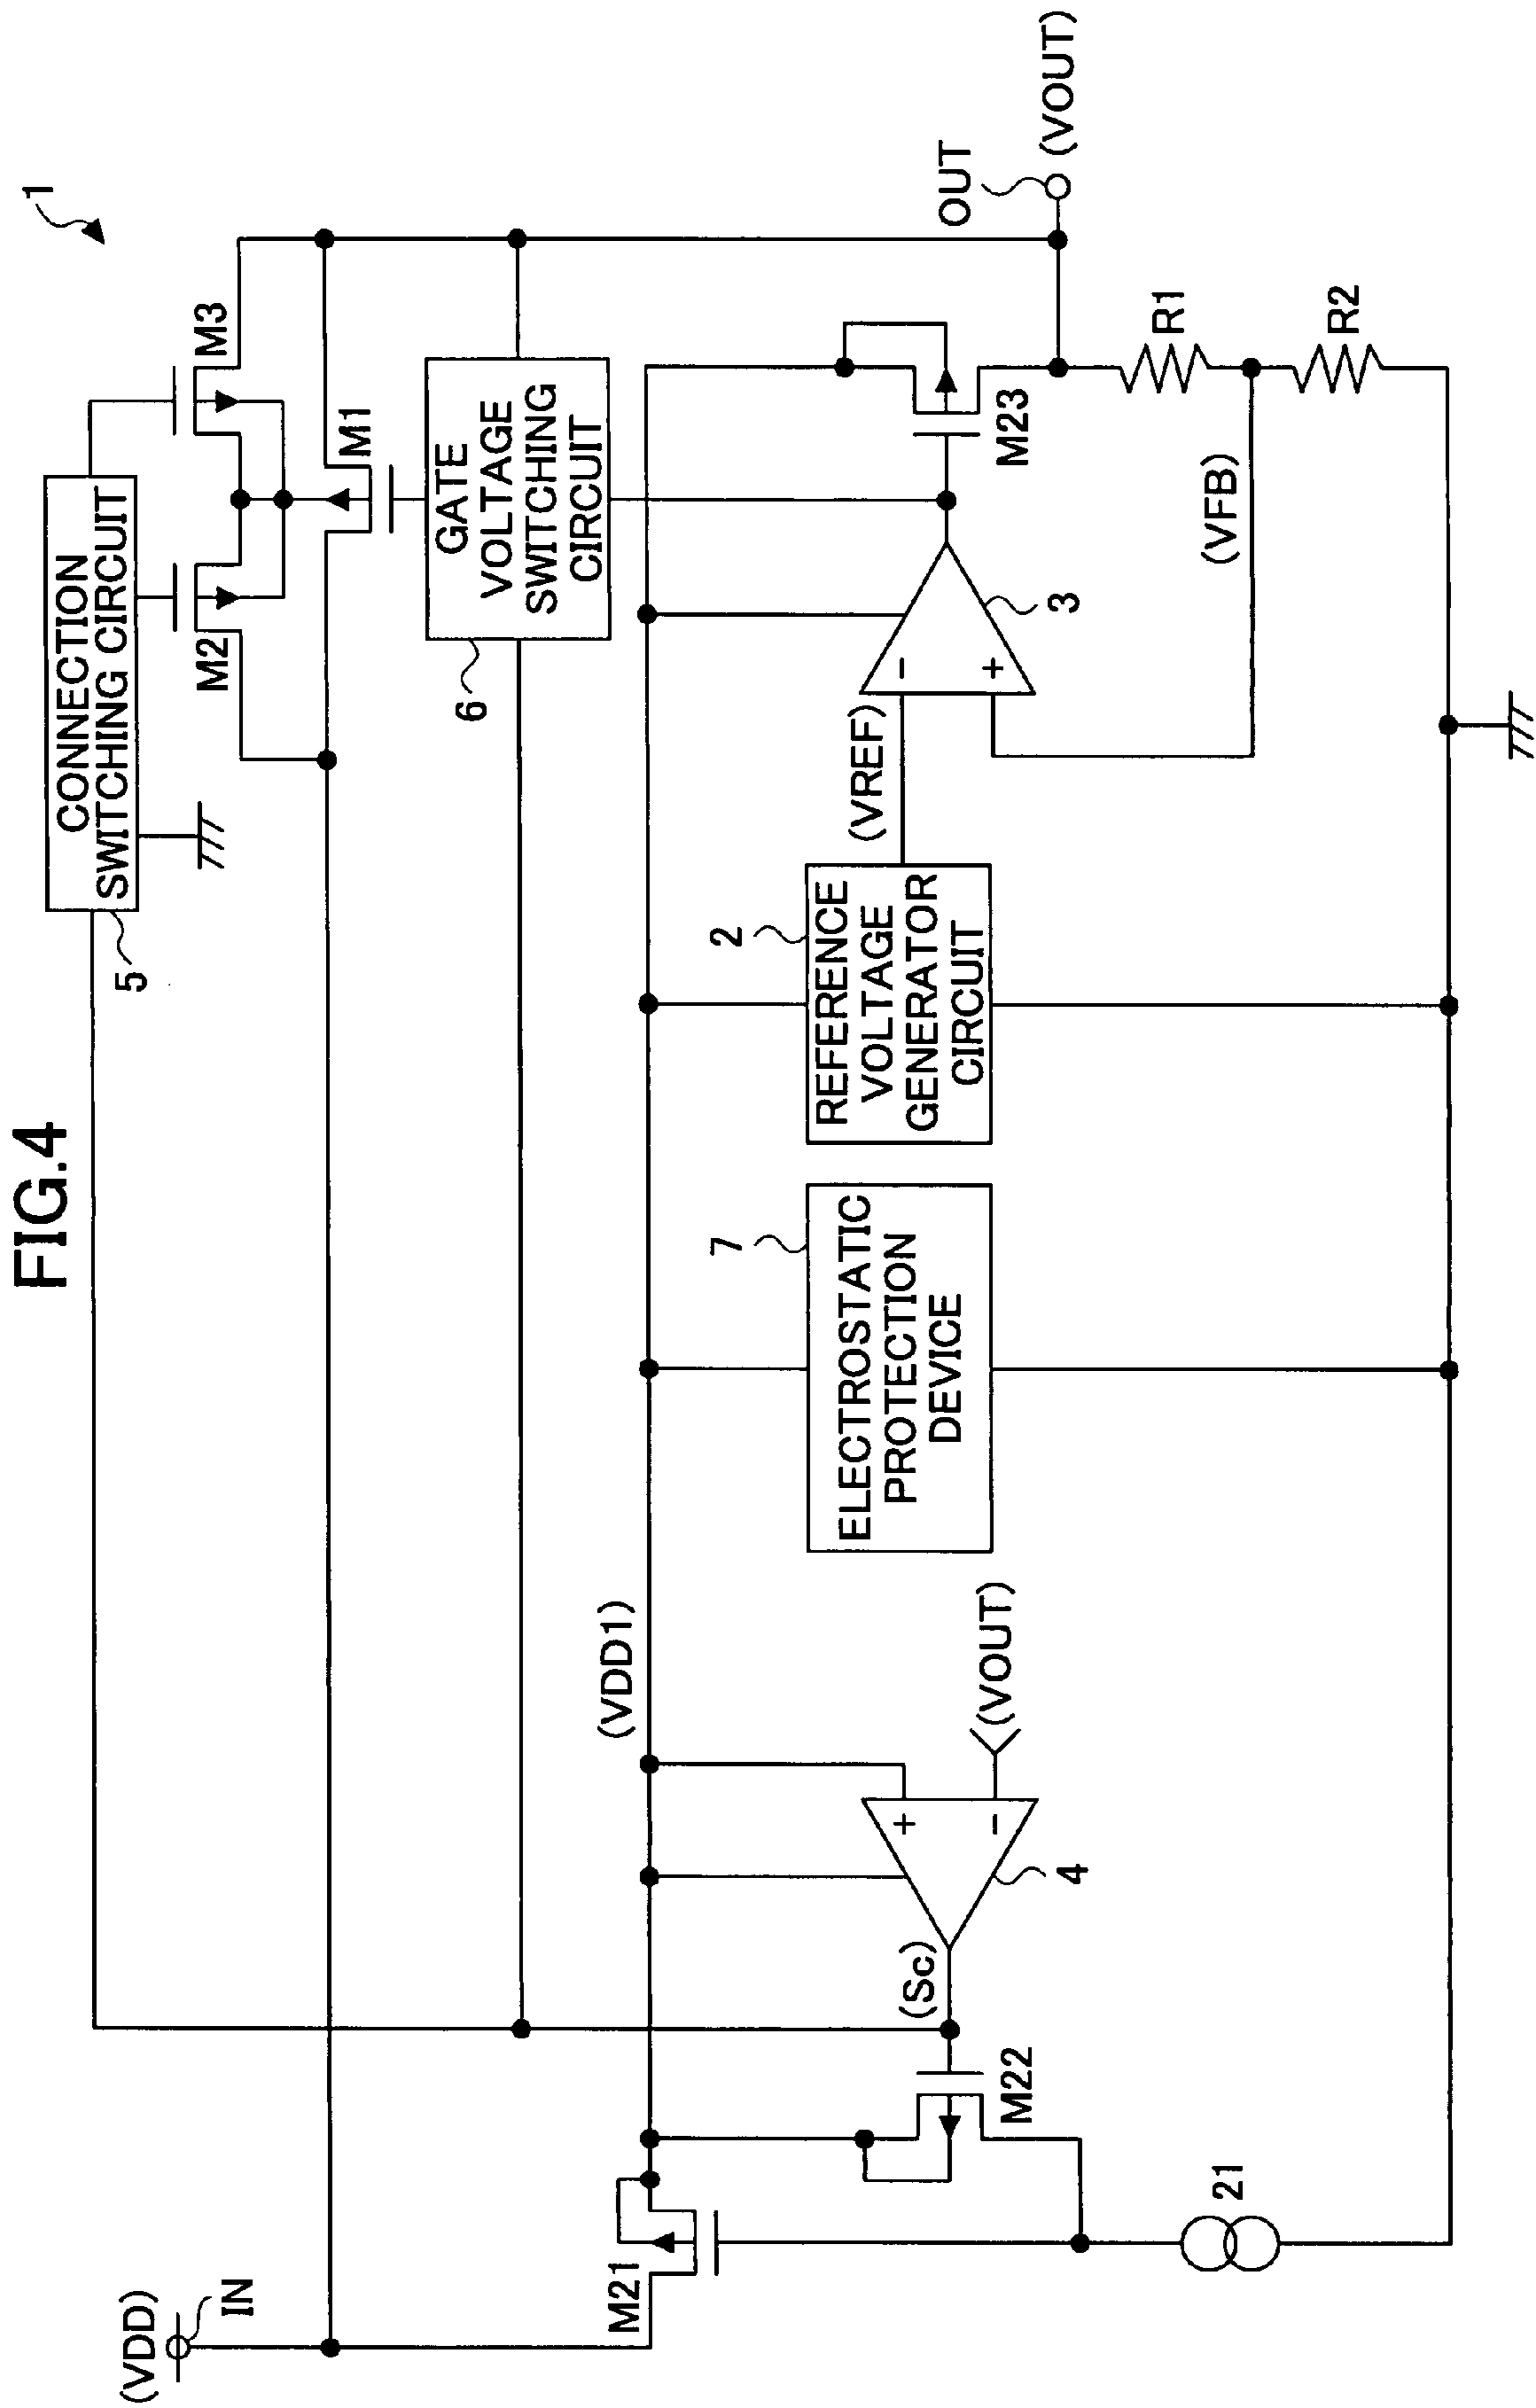 FIG.4
1
CONNECTION
SWITCHING CIRCUIT
5
M2
M3
M1
(VDD)
IN
GATE
VOLTAGE
SWITCHING
CIRCUIT
6
(VDD1)
M21
M22
21
(Sc)
4
+
-
(VOUT)
ELECTROSTATIC
PROTECTION
DEVICE
7
REFERENCE
VOLTAGE
GENERATOR
CIRCUIT
2
(VREF)
-
+
3
(VFB)
M23
R1
R2
OUT
(VOUT)